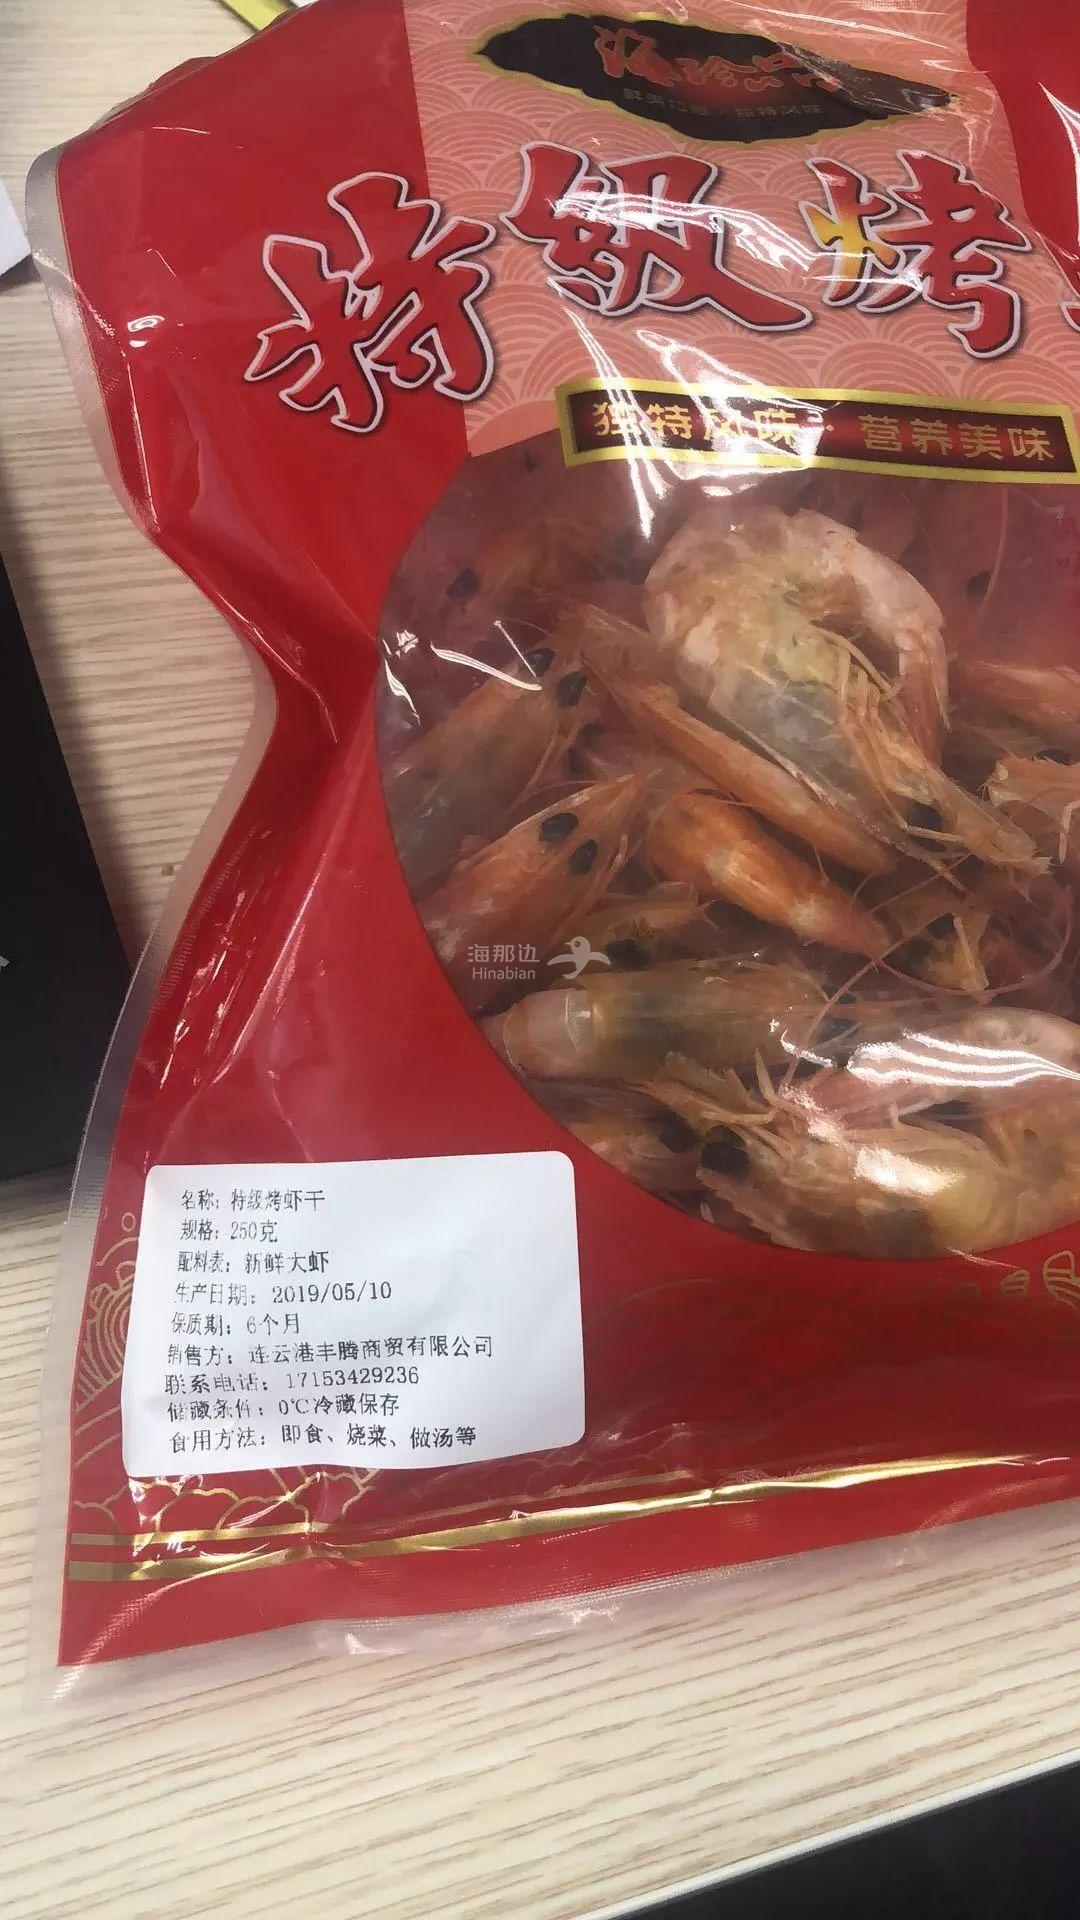 海珍品
特级烤
独特风味·营养美味
海那边
Hinabian
名称：特级烤虾干
规格：250克
配料表：新鲜大虾
生产日期：2019/05/10
保质期：6个月
销售方：连云港丰腾商贸有限公司
联系电话：17153429236
储藏条件：0℃冷藏保存
食用方法：即食、烧菜、做汤等